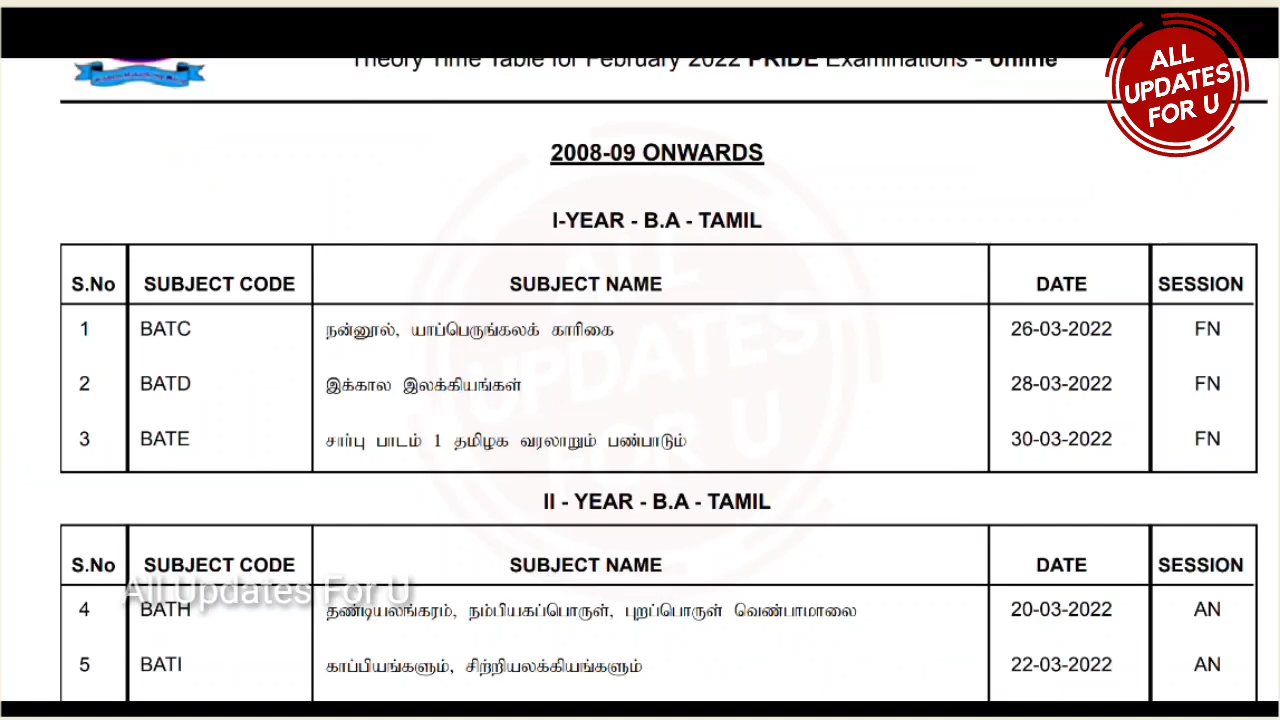 Theory Time Table for February 2022 PRIDE Examinations - online
ALL
UPDATES
FOR U
2008-09 ONWARDS
I-YEAR - B.A - TAMIL
S.No SUBJECT CODE SUBJECT NAME DATE SESSION
1 BATC நன்னூல், யாப்பெருங்கலக் காரிகை 26-03-2022 FN
2 BATD இக்கால இலக்கியங்கள் 28-03-2022 FN
3 BATE சார்பு பாடம் 1 தமிழக வரலாறும் பண்பாடும் 30-03-2022 FN
II - YEAR - B.A - TAMIL
S.No SUBJECT CODE SUBJECT NAME DATE SESSION
All Updates For U
4 BATH தண்டியலங்கரம், நம்பியகப்பொருள், புறப்பொருள் வெண்பாமாலை 20-03-2022 AN
5 BATI காப்பியங்களும், சிற்றியலக்கியங்களும் 22-03-2022 AN